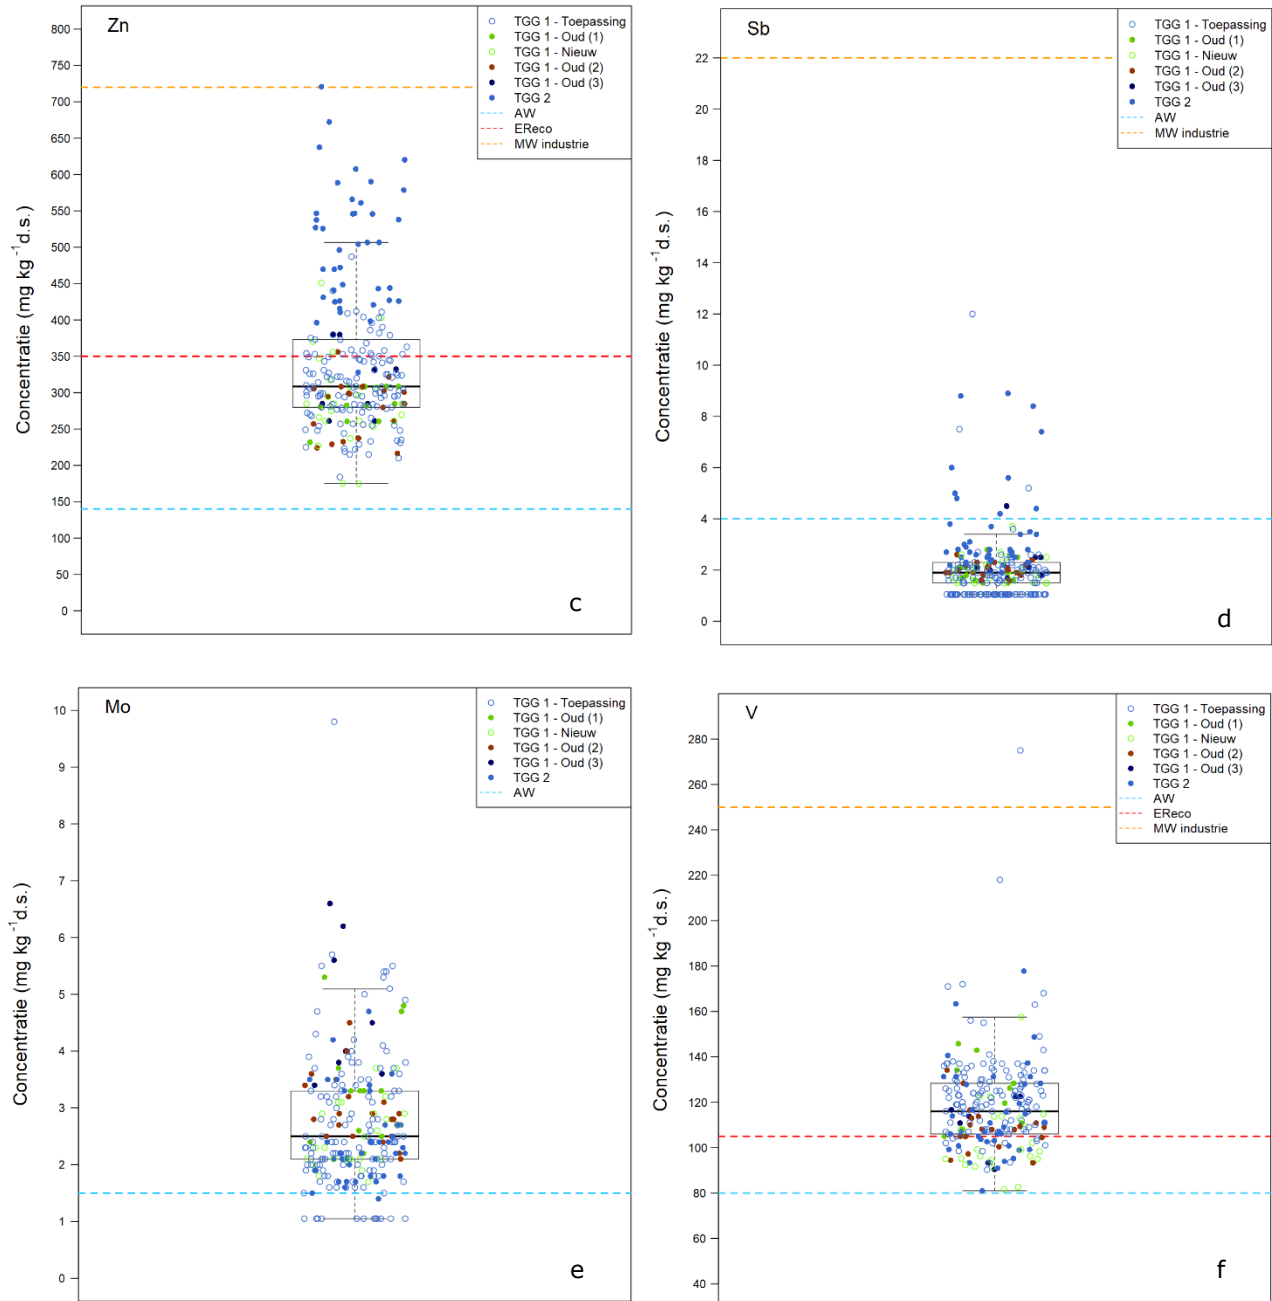 Zn
TGG 1 - Toepassing
TGG 1 - Oud (1)
TGG 1 - Nieuw
TGG 1 - Oud (2)
TGG 1 - Oud (3)
TGG 2
AW
EReco
MW industrie
800
750
700
650
600
550
500
450
400
350
300
250
200
150
100
50
0
Concentratie (mg kg⁻¹d.s.)
c
Sb
TGG 1 - Toepassing
TGG 1 - Oud (1)
TGG 1 - Nieuw
TGG 1 - Oud (2)
TGG 1 - Oud (3)
TGG 2
AW
MW industrie
22
20
18
16
14
12
10
8
6
4
2
0
Concentratie (mg kg⁻¹d.s.)
d
Mo
TGG 1 - Toepassing
TGG 1 - Oud (1)
TGG 1 - Nieuw
TGG 1 - Oud (2)
TGG 1 - Oud (3)
TGG 2
AW
10
9
8
7
6
5
4
3
2
1
0
Concentratie (mg kg⁻¹d.s.)
e
V
TGG 1 - Toepassing
TGG 1 - Oud (1)
TGG 1 - Nieuw
TGG 1 - Oud (2)
TGG 1 - Oud (3)
TGG 2
AW
EReco
MW industrie
280
260
240
220
200
180
160
140
120
100
80
60
40
Concentratie (mg kg⁻¹d.s.)
f